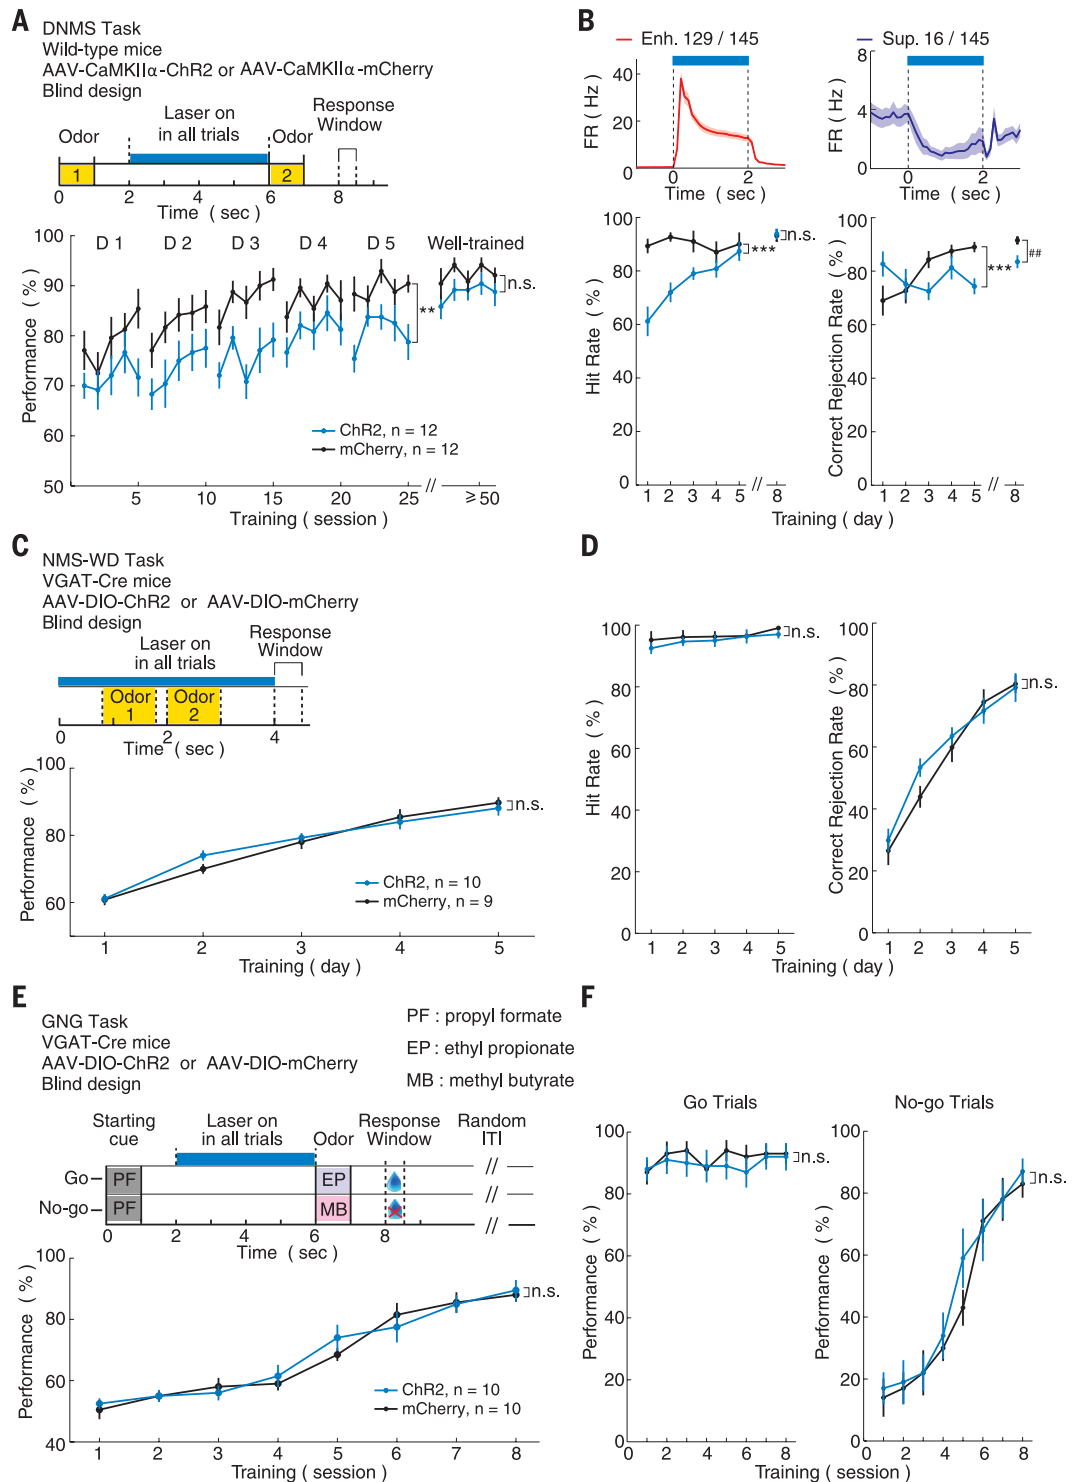 A
DNMS Task
Wild-type mice
AAV-CaMKIIα-ChR2 or AAV-CaMKIIα-mCherry
Blind design
Odor
Laser on
in all trials
Odor
Response
Window
1
2
0
2
4
6
8
Time ( sec )
100
90
80
70
60
50
Performance ( % )
D 1
D 2
D 3
D 4
D 5
Well-trained
n.s.
**
ChR2, n = 12
mCherry, n = 12
5
10
15
20
25
//
≥50
Training ( session )
B
Enh. 129 / 145
40
20
0
FR ( Hz )
0
2
Time ( sec )
Sup. 16 / 145
8
4
0
FR ( Hz )
0
2
Time ( sec )
100
80
60
40
20
0
Hit Rate ( % )
n.s.
***
1
2
3
4
5
//
8
100
80
60
40
20
0
Correct Rejection Rate ( % )
***
##
1
2
3
4
5
//
8
Training ( day )
C
NMS-WD Task
VGAT-Cre mice
AAV-DIO-ChR2 or AAV-DIO-mCherry
Blind design
Laser on
in all trials
Response
Window
Odor
1
Odor
2
0
2
4
Time ( sec )
100
80
60
Performance ( % )
n.s.
ChR2, n = 10
mCherry, n = 9
1
2
3
4
5
Training ( day )
D
100
80
60
40
20
0
Hit Rate ( % )
n.s.
1
2
3
4
5
100
80
60
40
20
0
Correct Rejection Rate ( % )
n.s.
1
2
3
4
5
Training ( day )
E
GNG Task
VGAT-Cre mice
AAV-DIO-ChR2 or AAV-DIO-mCherry
Blind design
PF : propyl formate
EP : ethyl propionate
MB : methyl butyrate
Starting
cue
Laser on
in all trials
Odor
Response
Window
Random
ITI
Go
PF
EP
//
No-go
PF
MB
//
0
2
4
6
8
//
Time ( sec )
100
80
60
40
Performance ( % )
n.s.
ChR2, n = 10
mCherry, n = 10
1
2
3
4
5
6
7
8
Training ( session )
F
Go Trials
100
80
60
40
20
0
Performance ( % )
n.s.
0
2
4
6
8
No-go Trials
100
80
60
40
20
0
Performance ( % )
n.s.
0
2
4
6
8
Training ( session )